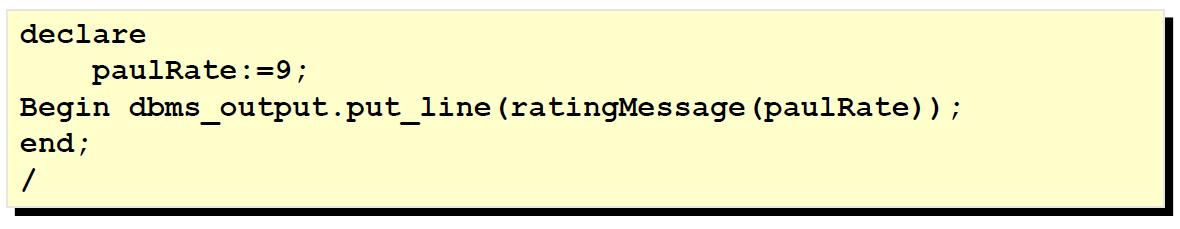 declare
    paulRate:=9;
Begin dbms_output.put_line(ratingMessage(paulRate));
end;
/